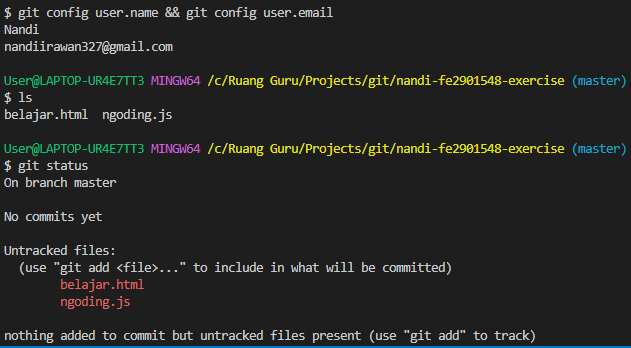 $ git config user.name && git config user.email
Nandi
nandiirawan327@gmail.com
User@LAPTOP-UR4E7TT3 MINGW64 /c/Ruang Guru/Projects/git/nandi-fe2901548-exercise (master)
$ ls
belajar.html  ngoding.js
User@LAPTOP-UR4E7TT3 MINGW64 /c/Ruang Guru/Projects/git/nandi-fe2901548-exercise (master)
$ git status
On branch master
No commits yet
Untracked files:
  (use "git add <file>..." to include in what will be committed)
        belajar.html
        ngoding.js
nothing added to commit but untracked files present (use "git add" to track)